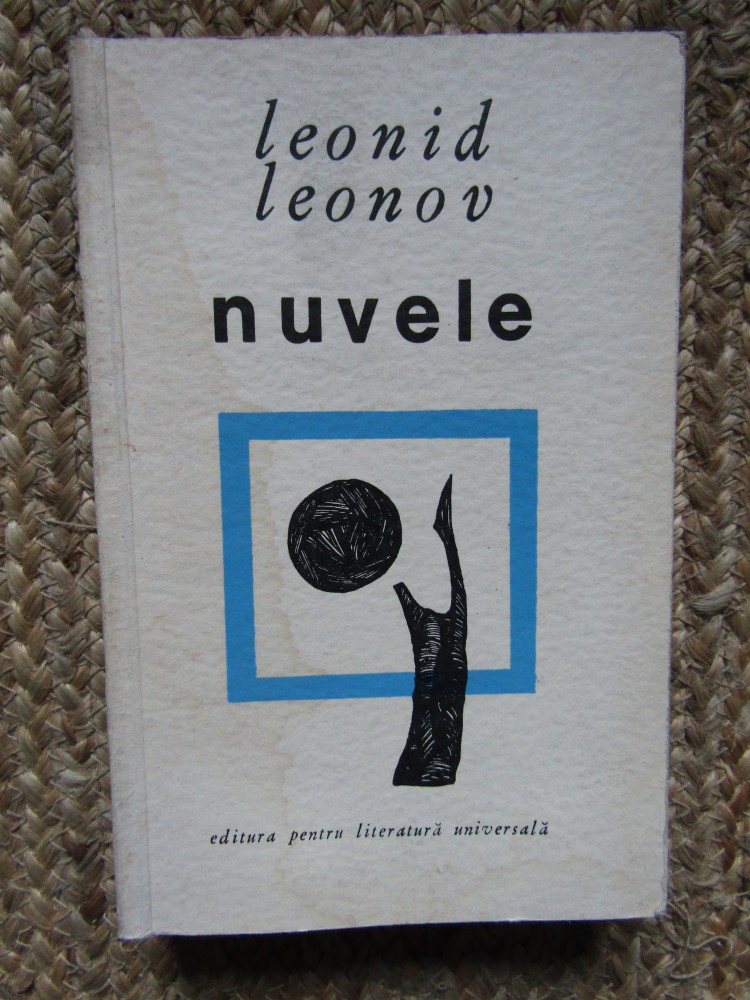 leonid
leonov
nuvele
editura pentru literatură universală